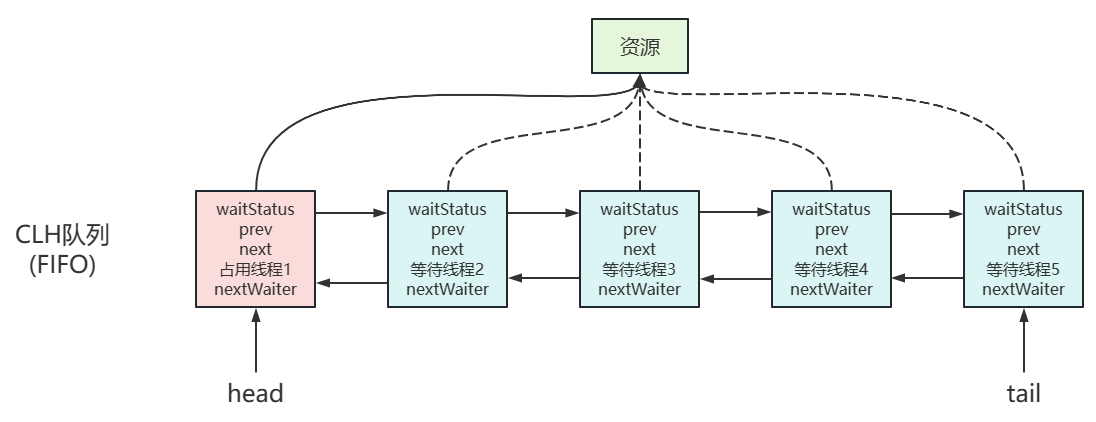 资源
CLH队列
(FIFO)
waitStatus
prev
next
占用线程1
nextWaiter
waitStatus
prev
next
等待线程2
nextWaiter
waitStatus
prev
next
等待线程3
nextWaiter
waitStatus
prev
next
等待线程4
nextWaiter
waitStatus
prev
next
等待线程5
nextWaiter
head
tail